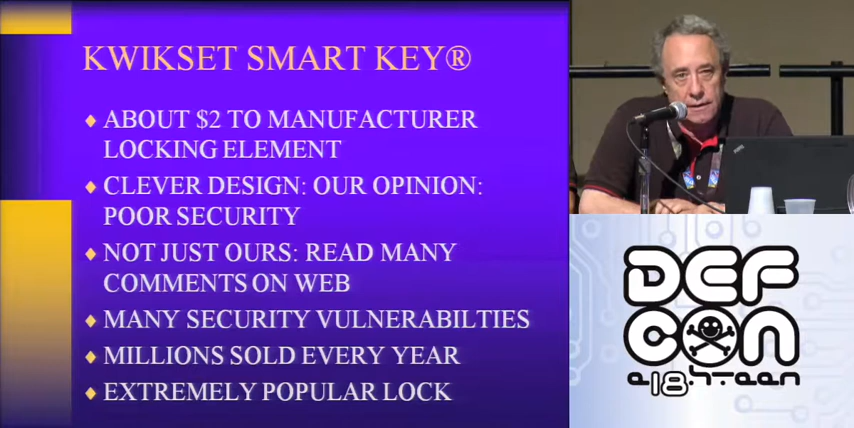 KWIKSET SMART KEY®
ABOUT $2 TO MANUFACTURER
LOCKING ELEMENT
CLEVER DESIGN: OUR OPINION:
POOR SECURITY
NOT JUST OURS: READ MANY
COMMENTS ON WEB
MANY SECURITY VULNERABILTIES
MILLIONS SOLD EVERY YEAR
EXTREMELY POPULAR LOCK
DEF
CON
e18hteen